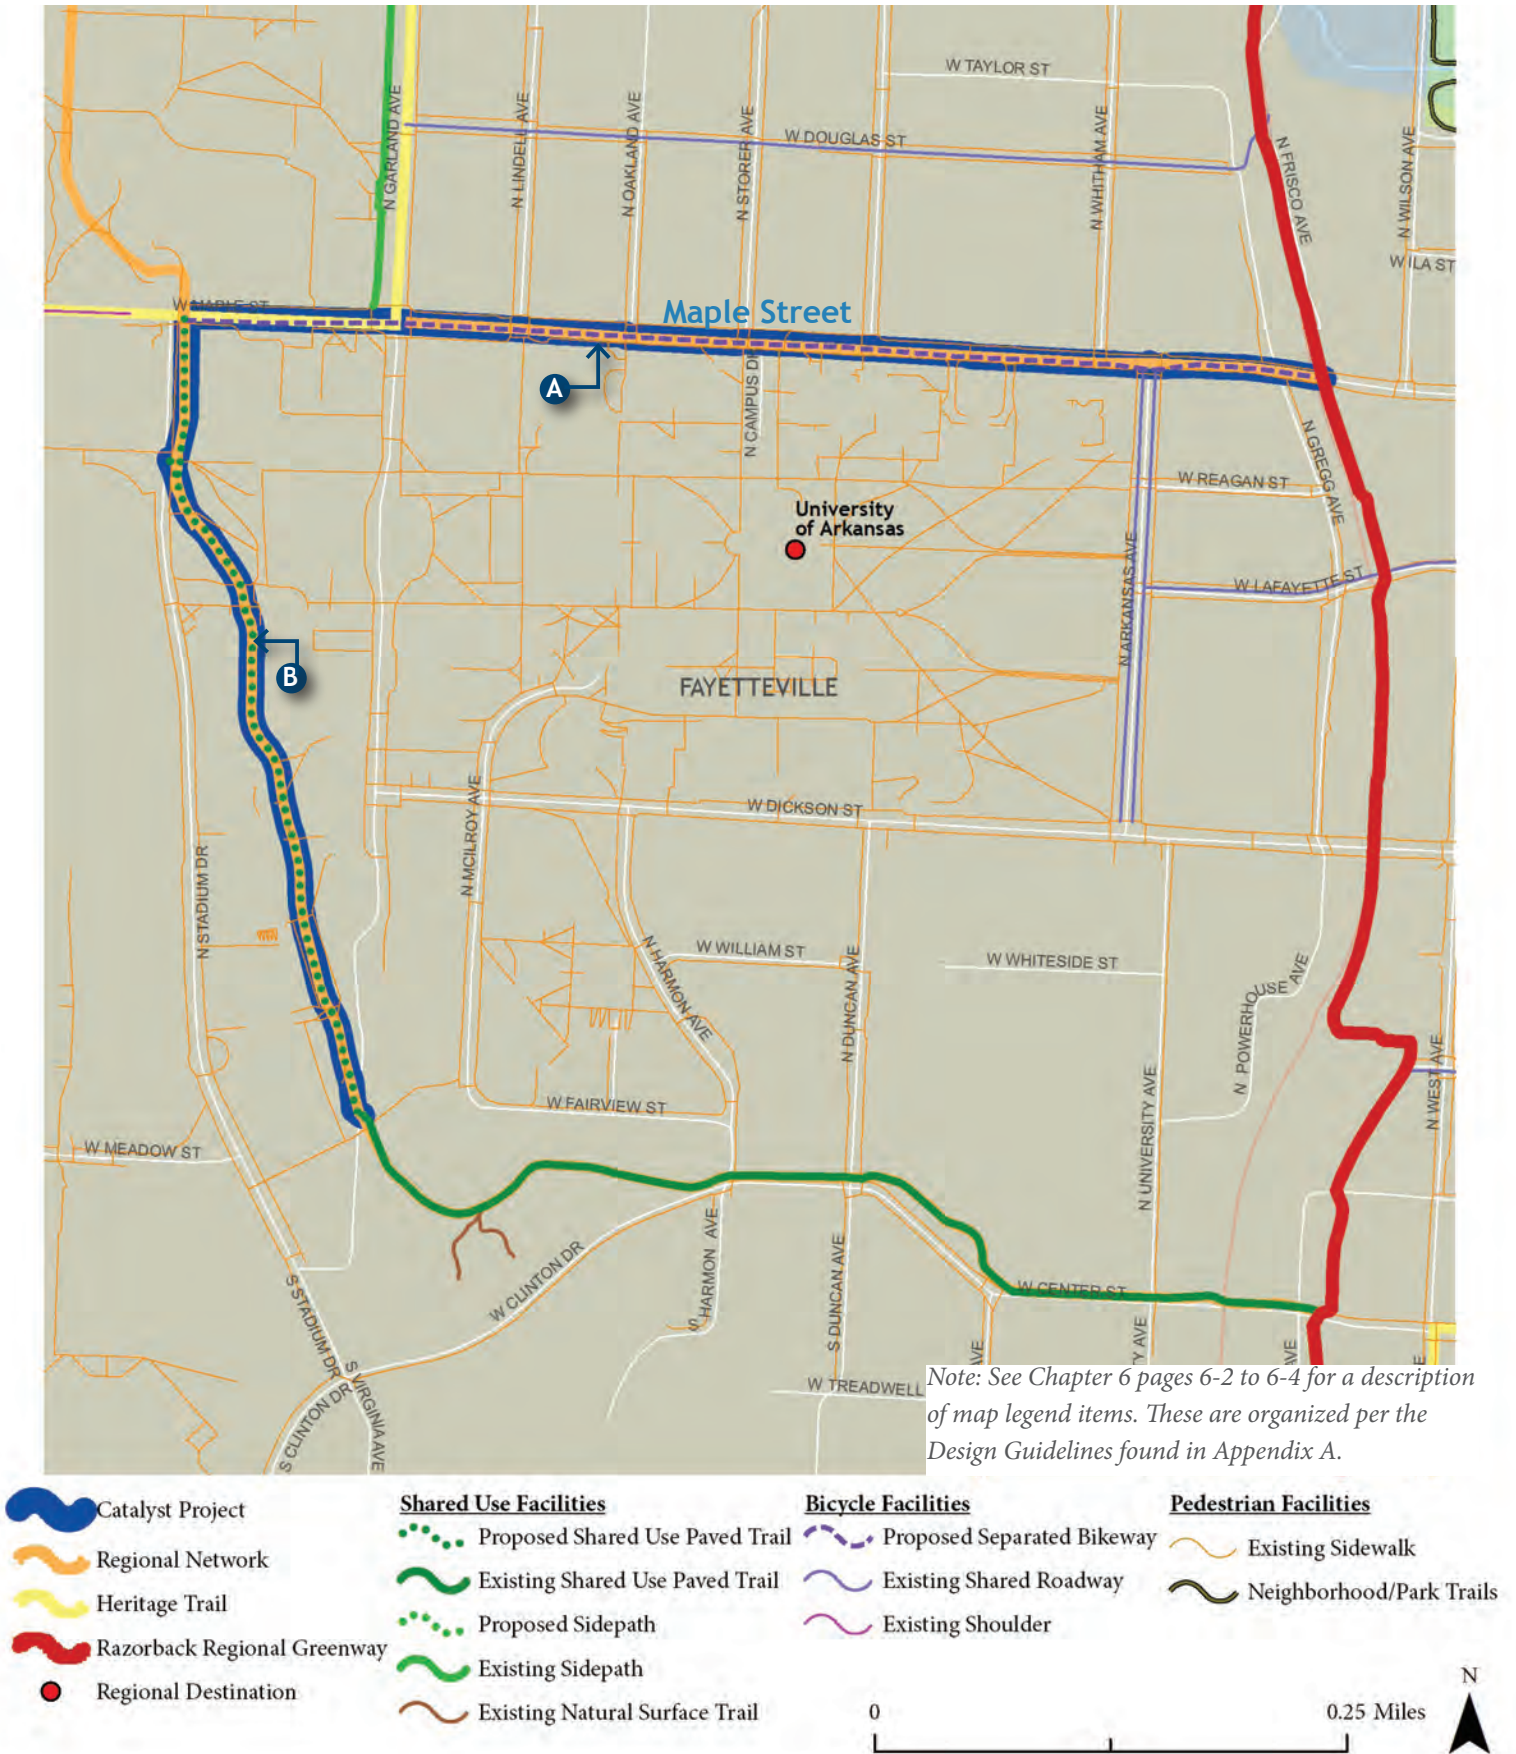 W TAYLOR ST
N GARLAND AVE
N LINDELL AVE
N OAKLAND AVE
N STORER AVE
W DOUGLAS ST
N WHITHAM AVE
N FRISCO AVE
N WILSON AVE
W ILA ST
W MAPLE ST
Maple Street
A
N CAMPUS DR
N GREGG AVE
W REAGAN ST
University
of Arkansas
N ARKANSAS AVE
W LAFAYETTE ST
B
FAYETTEVILLE
N MCILROY AVE
W DICKSON ST
N STADIUM DR
N HARMON AVE
W WILLIAM ST
N DUNCAN AVE
W WHITESIDE ST
N POWERHOUSE AVE
N WEST AVE
W FAIRVIEW ST
N UNIVERSITY AVE
W MEADOW ST
S STADIUM DR
W CLINTON DR
S HARMON AVE
S DUNCAN AVE
W CENTER ST
AVE
TY AVE
AVE
E
S CLINTON DR
S VIRGINIA AVE
W TREADWELL
Note: See Chapter 6 pages 6-2 to 6-4 for a description
of map legend items. These are organized per the
Design Guidelines found in Appendix A.
Catalyst Project
Regional Network
Heritage Trail
Razorback Regional Greenway
Regional Destination
Shared Use Facilities
Proposed Shared Use Paved Trail
Existing Shared Use Paved Trail
Proposed Sidepath
Existing Sidepath
Existing Natural Surface Trail
Bicycle Facilities
Proposed Separated Bikeway
Existing Shared Roadway
Existing Shoulder
Pedestrian Facilities
Existing Sidewalk
Neighborhood/Park Trails
0
0.25 Miles
N